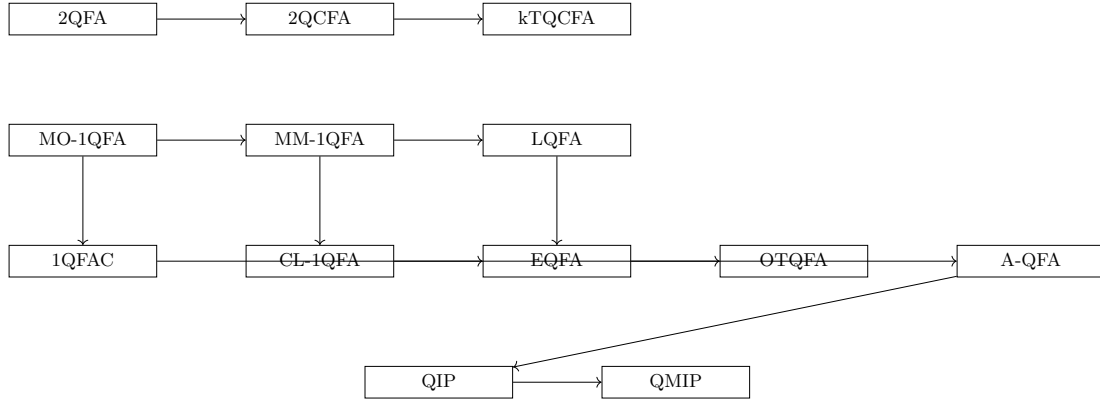 2QFA 2QCFA kTQCFA
MO-1QFA MM-1QFA LQFA
1QFAC CL-1QFA EQFA OTQFA A-QFA
QIP QMIP